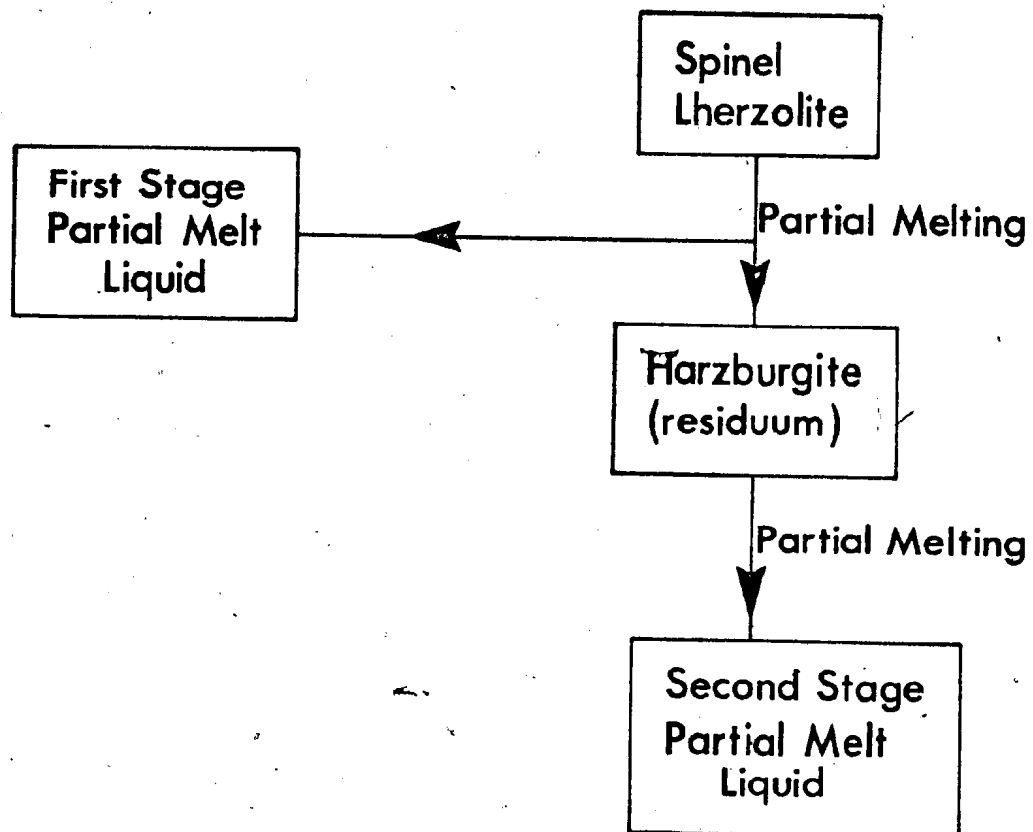 Spinel
Lherzolite
Partial Melting
First Stage
Partial Melt
Liquid
Harzburgite
(residuum)
Partial Melting
Second Stage
Partial Melt
Liquid